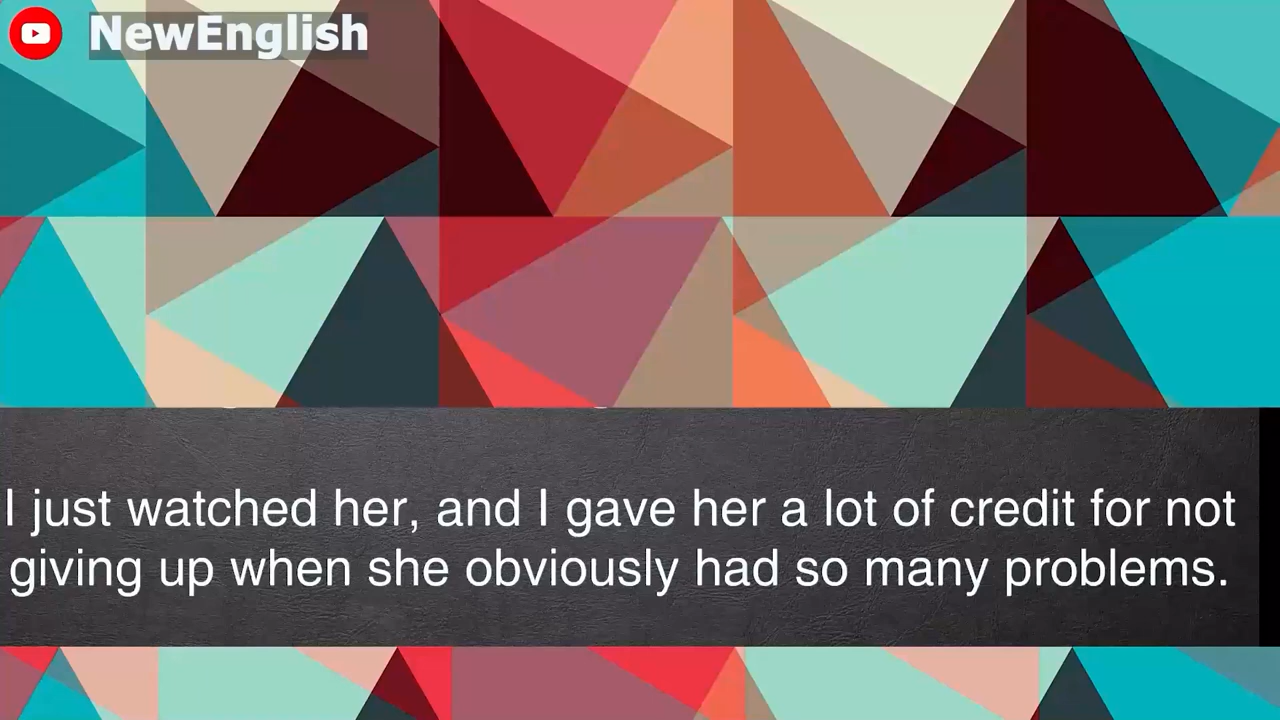 NewEnglish
I just watched her, and I gave her a lot of credit for not
giving up when she obviously had so many problems.